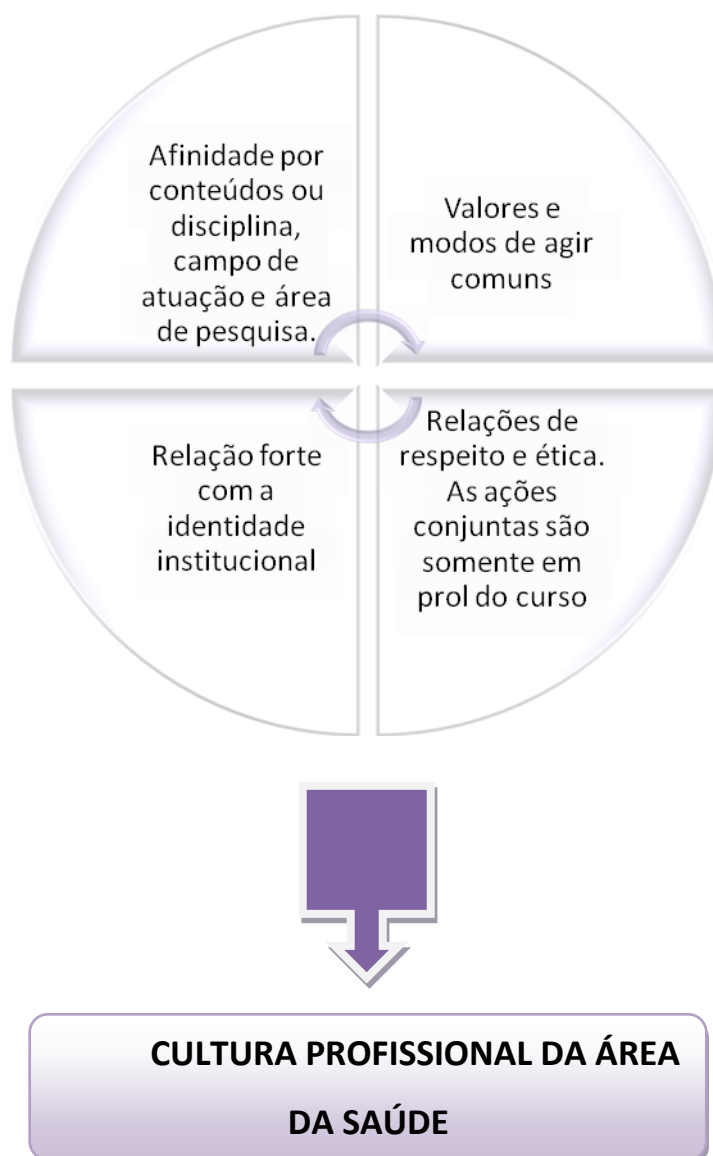 Afinidade por
conteúdos ou
disciplina,
campo de
atuação e área
de pesquisa.
Valores e
modos de agir
comuns
Relação forte
com a
identidade
institucional
Relações de
respeito e ética.
As ações
conjuntas são
somente em
prol do curso
CULTURA PROFISSIONAL DA ÁREA
DA SAÚDE